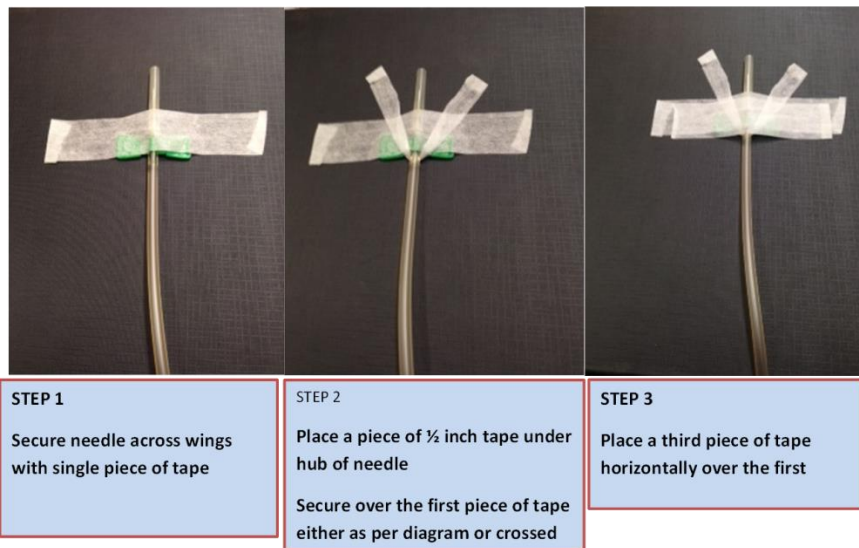 STEP 1
Secure needle across wings
with single piece of tape
STEP 2
Place a piece of ½ inch tape under
hub of needle
Secure over the first piece of tape
either as per diagram or crossed
STEP 3
Place a third piece of tape
horizontally over the first